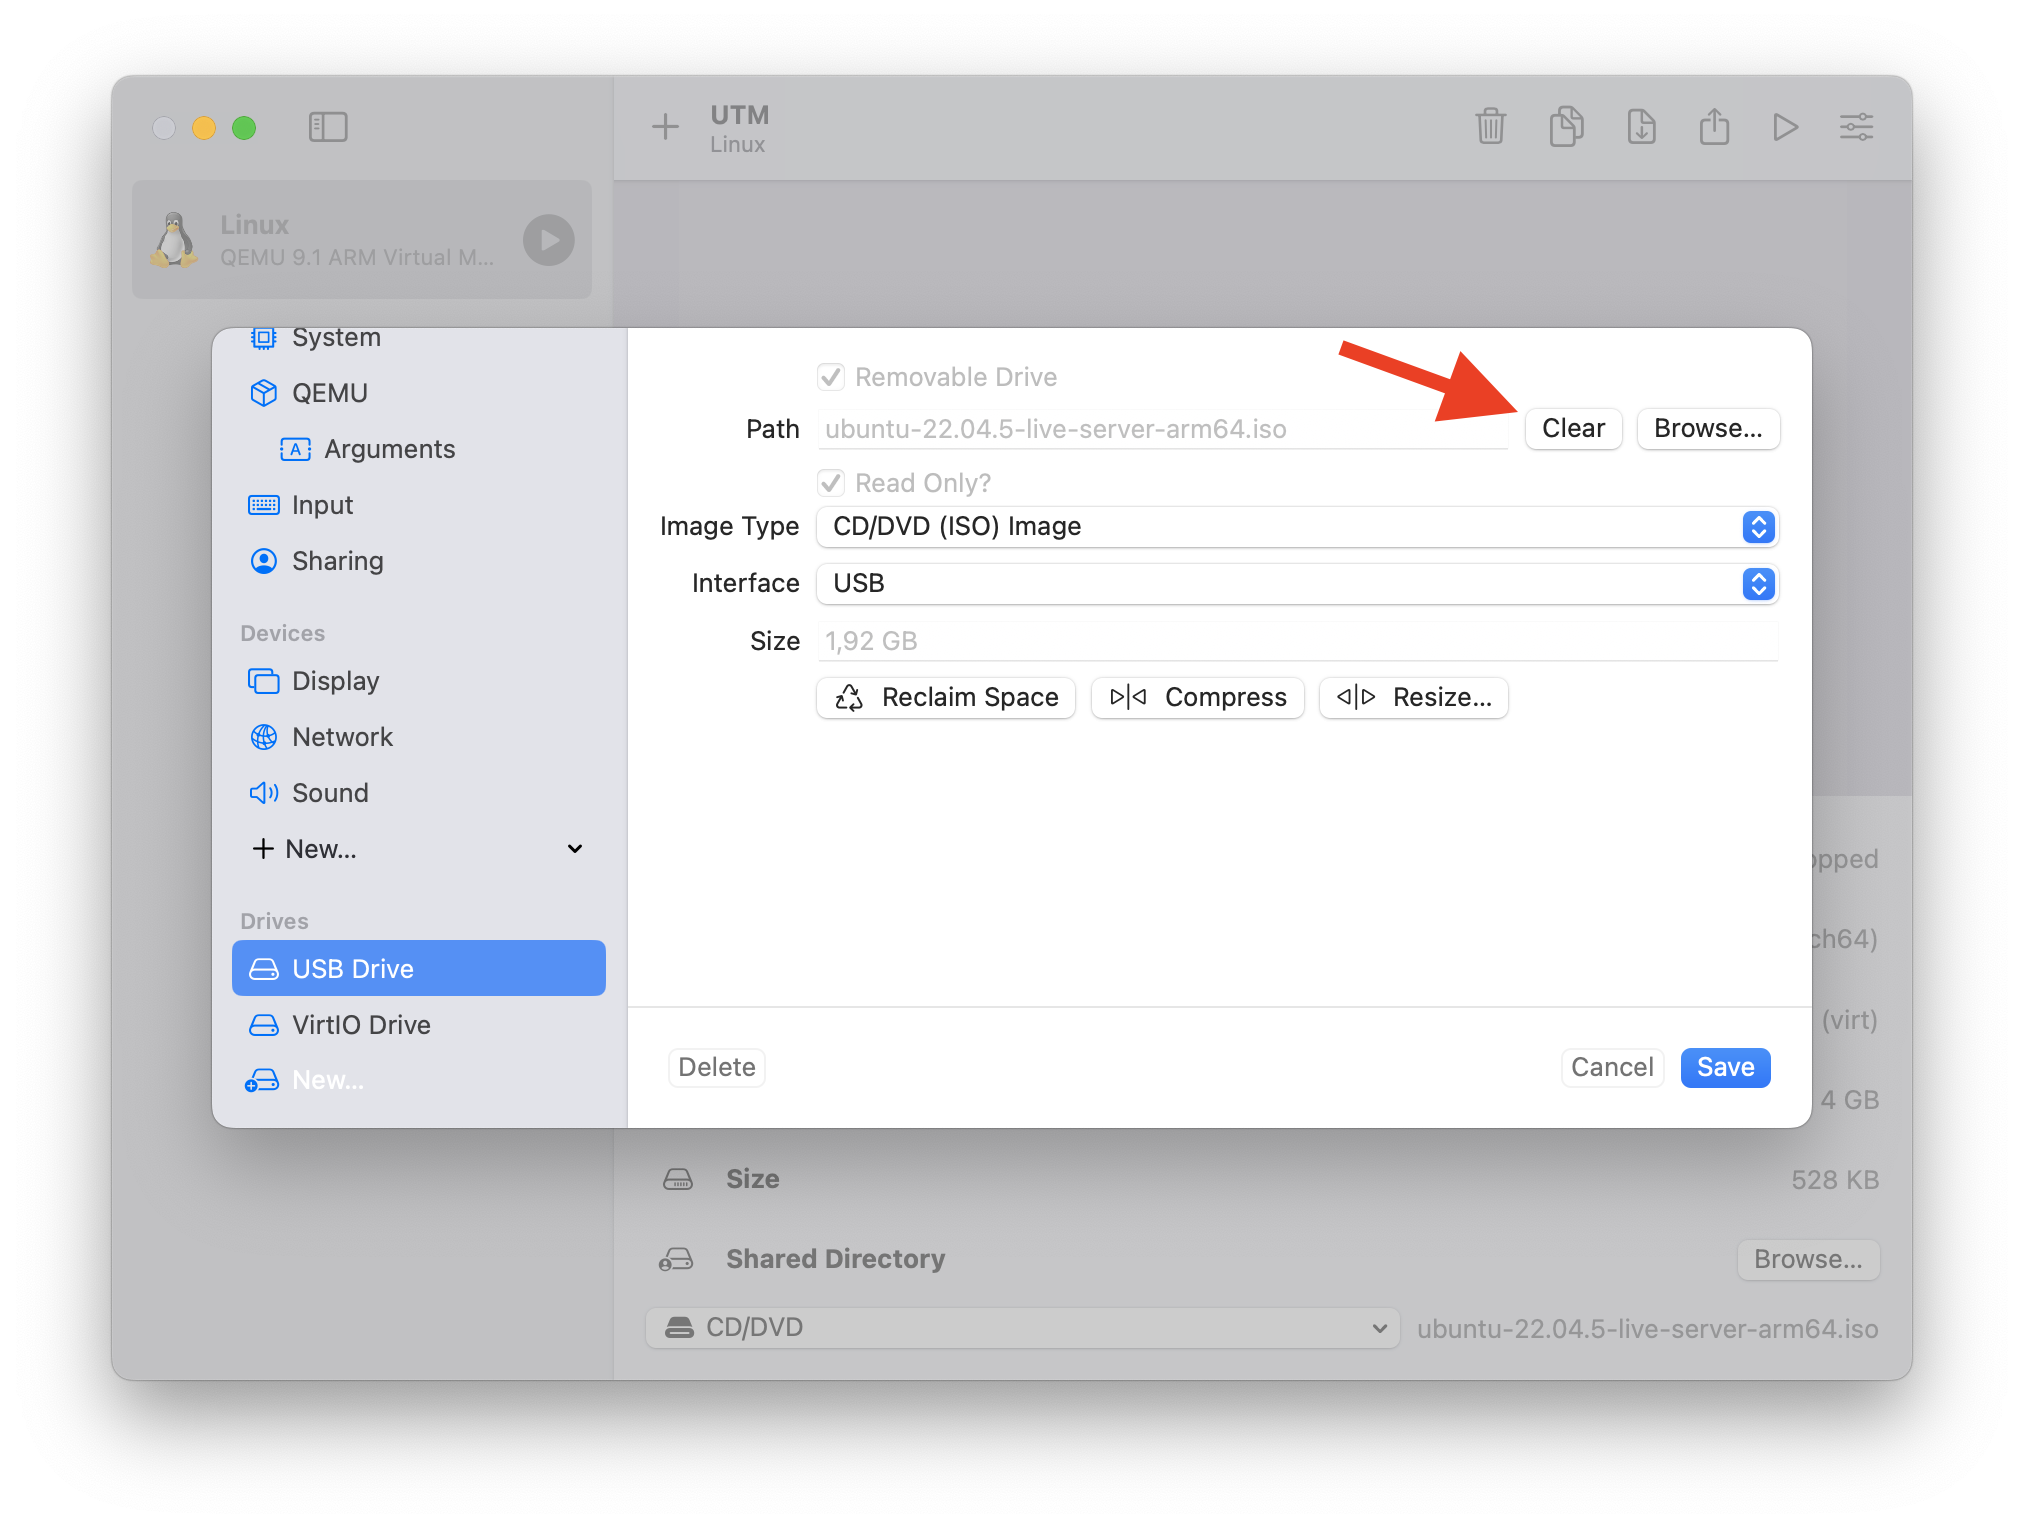 UTM
Linux
Linux
QEMU 9.1 ARM Virtual M...
System
QEMU
Arguments
Input
Sharing
Devices
Display
Network
Sound
New...
Drives
USB Drive
VirtIO Drive
New...
Removable Drive
Path ubuntu-22.04.5-live-server-arm64.iso Clear Browse...
Read Only?
Image Type CD/DVD (ISO) Image
Interface USB
Size 1,92 GB
Reclaim Space Compress Resize...
Delete Cancel Save
opped
ch64)
(virt)
4 GB
Size 528 KB
Shared Directory Browse...
CD/DVD ubuntu-22.04.5-live-server-arm64.iso